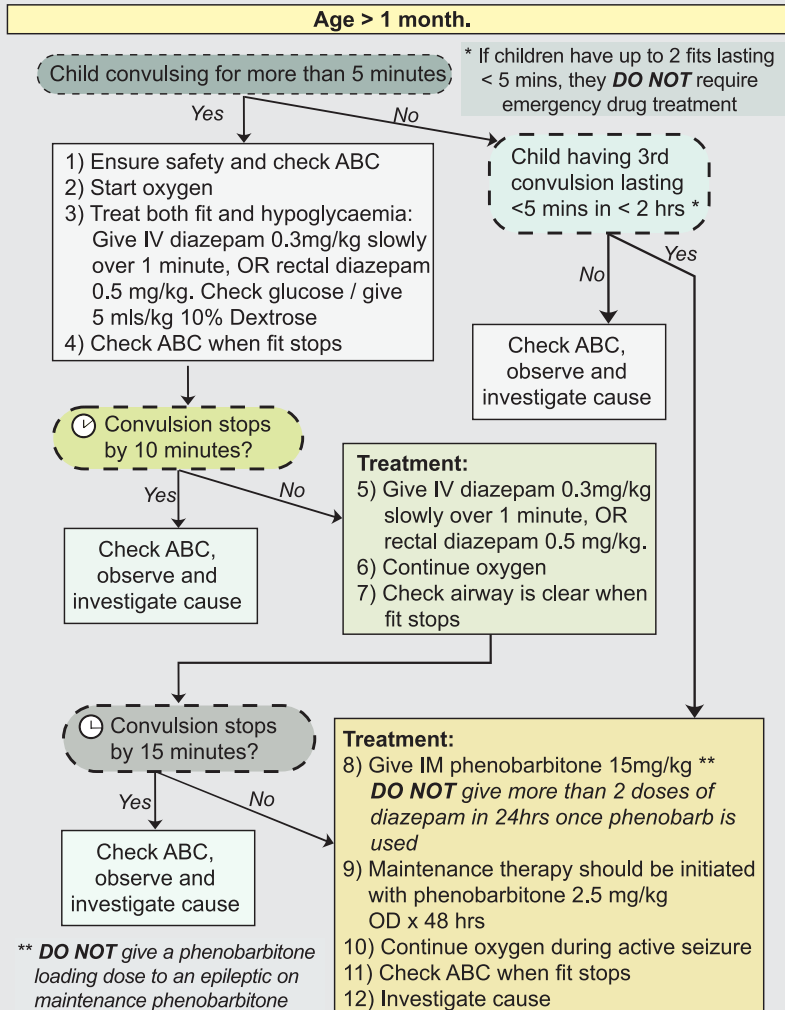 Age > 1 month.
Child convulsing for more than 5 minutes
* If children have up to 2 fits lasting
< 5 mins, they DO NOT require
emergency drug treatment
Yes
No
1) Ensure safety and check ABC
2) Start oxygen
3) Treat both fit and hypoglycaemia:
Give IV diazepam 0.3mg/kg slowly
over 1 minute, OR rectal diazepam
0.5 mg/kg. Check glucose / give
5 mls/kg 10% Dextrose
4) Check ABC when fit stops
Child having 3rd
convulsion lasting
<5 mins in < 2 hrs *
No
Yes
Check ABC,
observe and
investigate cause
Convulsion stops
by 10 minutes?
Yes
No
Check ABC,
observe and
investigate cause
Treatment:
5) Give IV diazepam 0.3mg/kg
slowly over 1 minute, OR
rectal diazepam 0.5 mg/kg.
6) Continue oxygen
7) Check airway is clear when
fit stops
Convulsion stops
by 15 minutes?
Yes
No
Check ABC,
observe and
investigate cause
Treatment:
8) Give IM phenobarbitone 15mg/kg **
DO NOT give more than 2 doses of
diazepam in 24hrs once phenobarb is
used
9) Maintenance therapy should be initiated
with phenobarbitone 2.5 mg/kg
OD x 48 hrs
10) Continue oxygen during active seizure
11) Check ABC when fit stops
12) Investigate cause
** DO NOT give a phenobarbitone
loading dose to an epileptic on
maintenance phenobarbitone